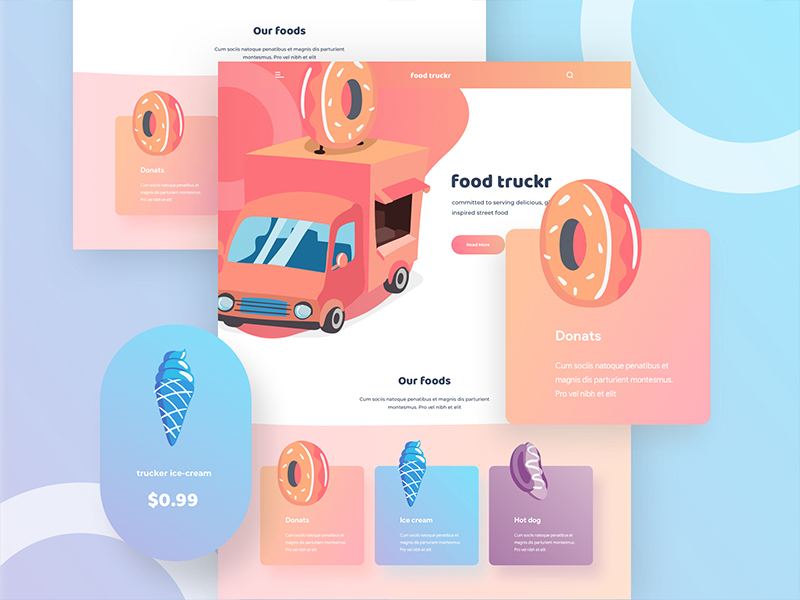 Our foods
Cum sociis natoque penatibus et magnis dis parturient
montesmus. Pro vel nibh et elit
Donats
Cum sociis natoque penatibus et
magnis dis parturient montesmus.
Pro vel nibh et elit
food truckr
food truckr
committed to serving delicious,
inspired street food
Read More
Donats
Cum sociis natoque penatibus et
magnis dis parturient montesmus.
Pro vel nibh et elit
Our foods
Cum sociis natoque penatibus et magnis dis parturient
montesmus. Pro vel nibh et elit
trucker ice-cream
$0.99
Donats
Cum sociis natoque penatibus et
magnis dis parturient montesmus.
Pro vel nibh et elit
Ice cream
Cum sociis natoque penatibus et
magnis dis parturient montesmus.
Pro vel nibh et elit
Hot dog
Cum sociis natoque penatibus et
magnis dis parturient montesmus.
Pro vel nibh et elit